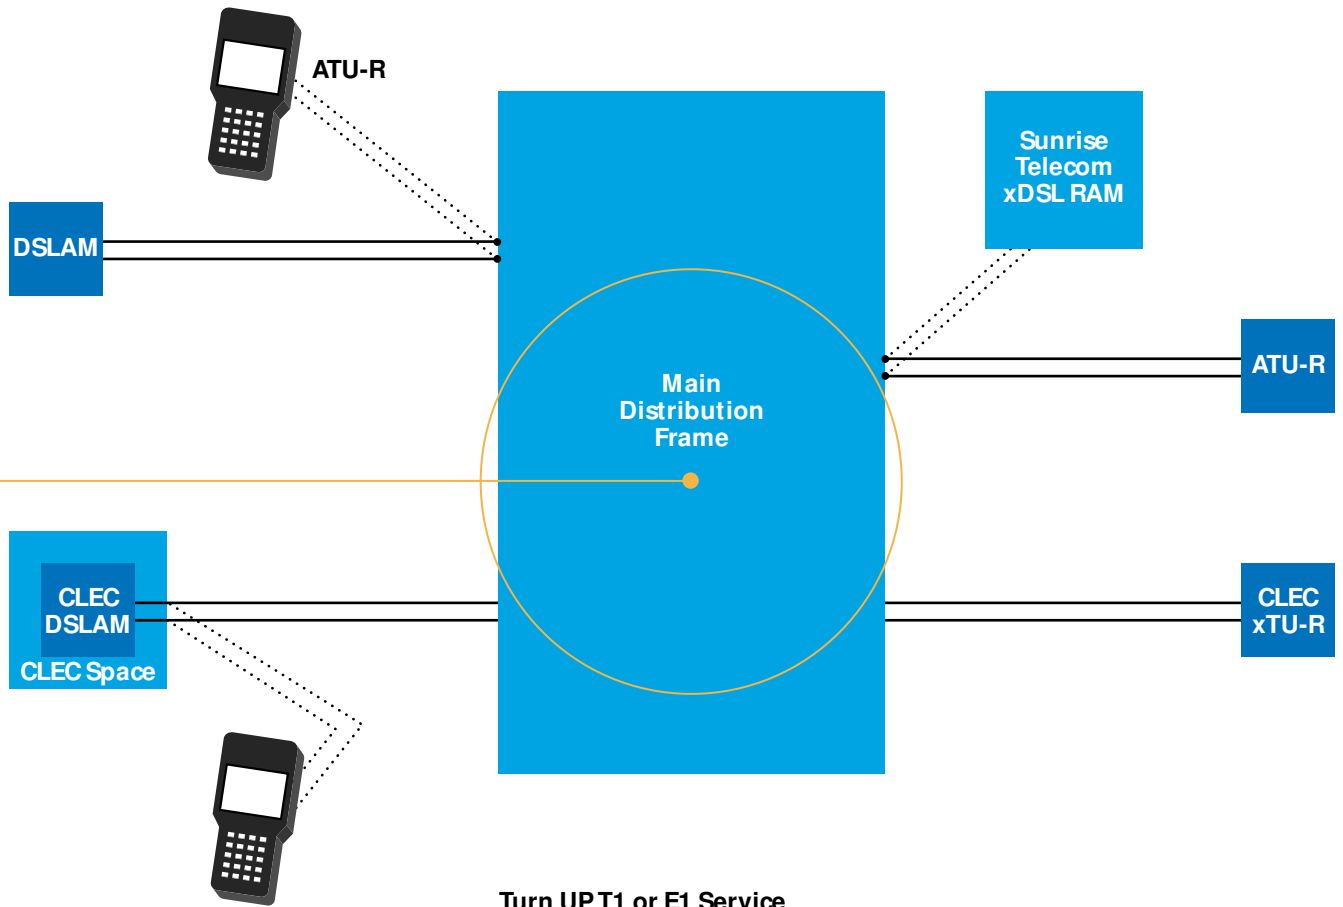 ATU-R
Sunrise
Telecom
xDSL RAM
DSLAM
ATU-R
Main
Distribution
Frame
CLEC
DSLAM
CLEC Space
CLEC
xTU-R
Turn UP T1 or E1 Service